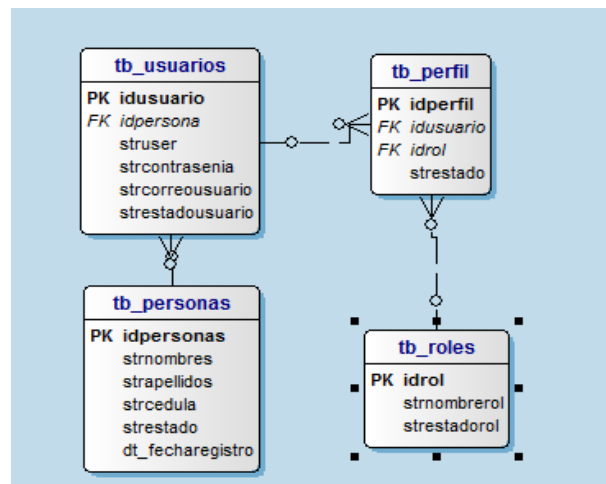 tb_usuarios
PK idusuario
FK idpersona
struser
strcontrasenia
strcorreousuario
strestadousuario
tb_perfil
PK idperfil
FK idusuario
FK idrol
strestado
tb_personas
PK idpersonas
strnombres
strapellidos
strcedula
strestado
dt_fecharegistro
tb_roles
PK idrol
strnombrerol
strestadorol